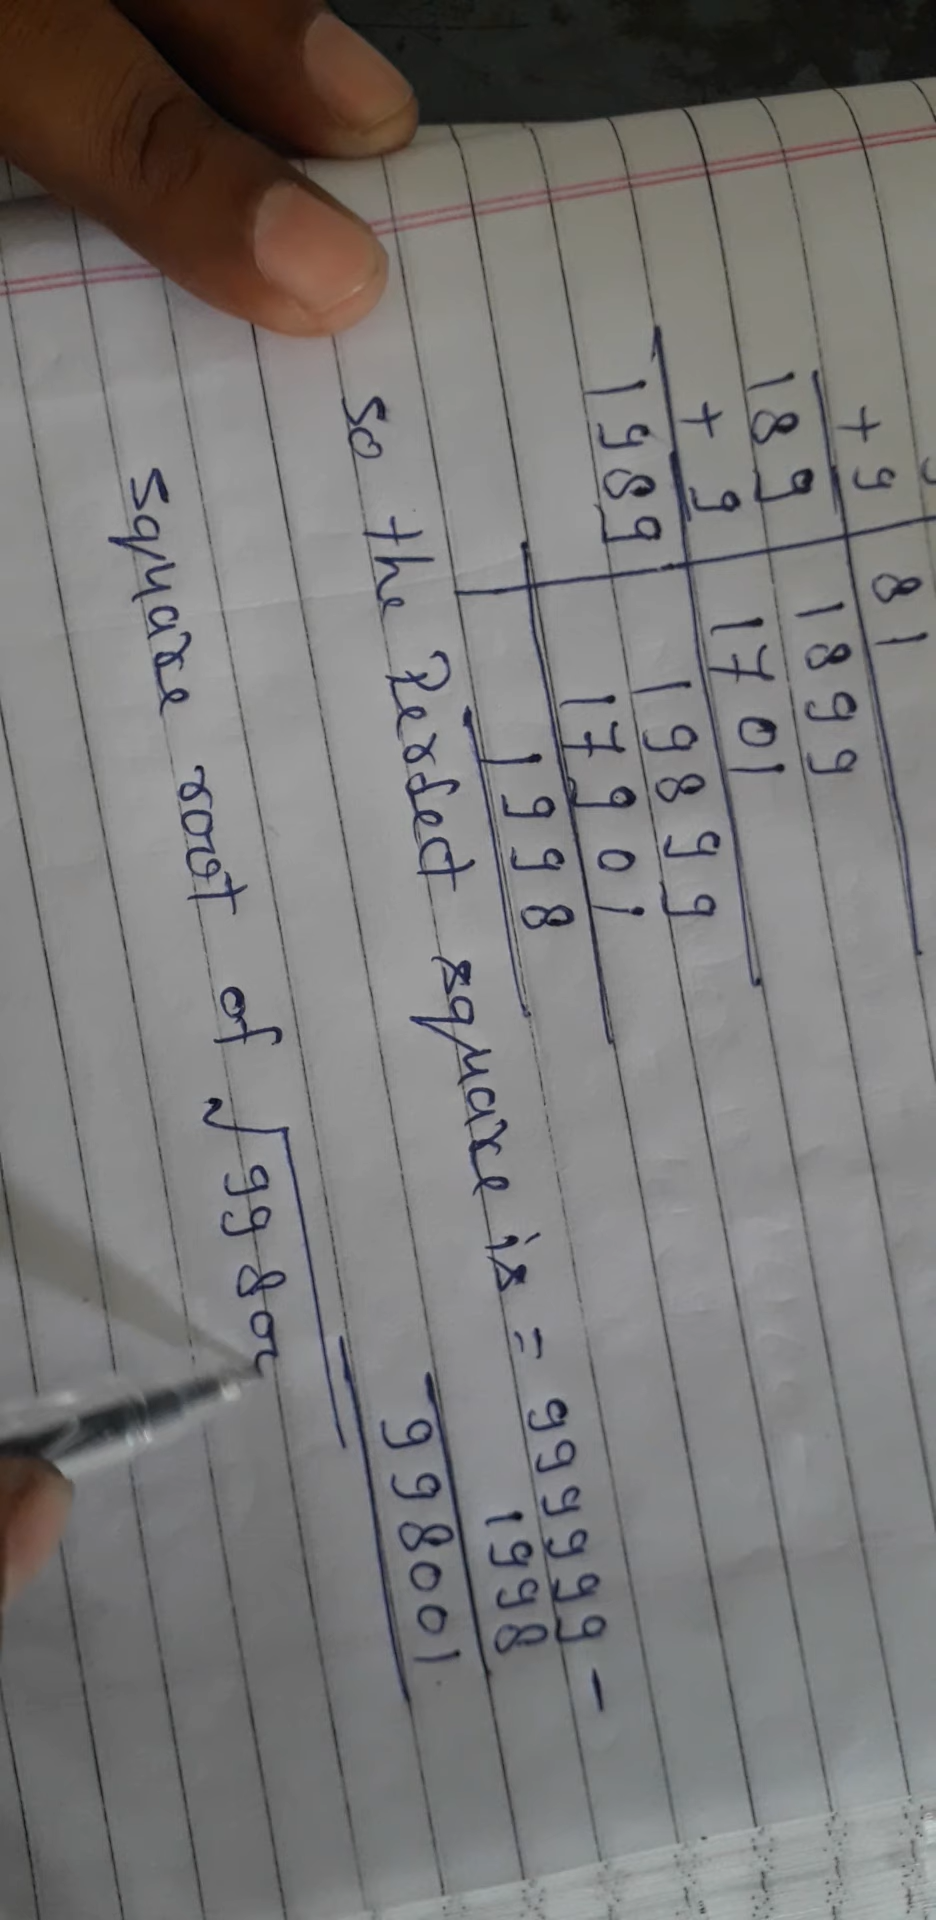 81
+ 9 1899
189 1701
+ 9 19899
1989 17901
1998
So the Perfect square is = 999999 -
1998
998001
Square root of √9980